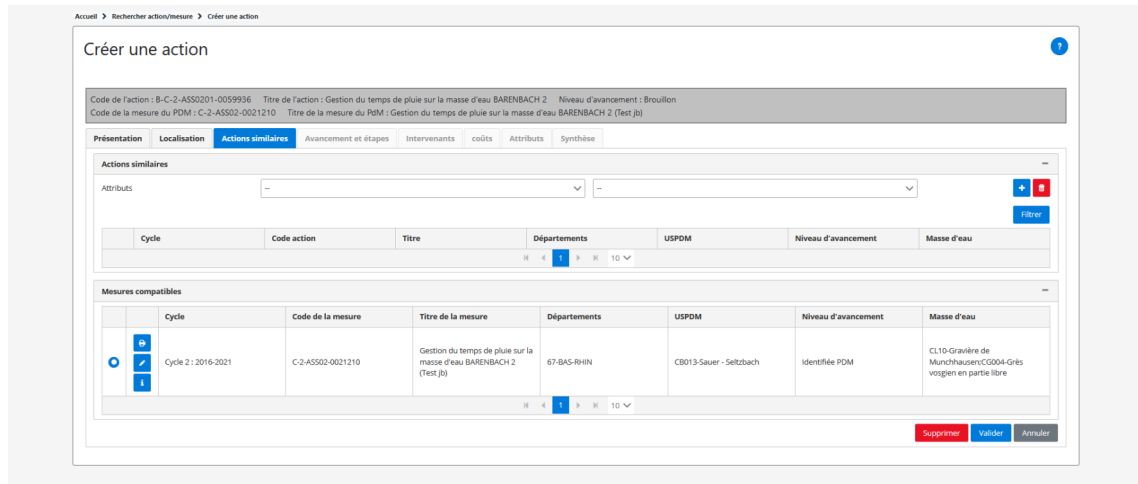 Accueil > Rechercher action/mesure > Créer une action
Créer une action
?
Code de l'action : B-C-2-ASS0201-0059936 Titre de l'action : Gestion du temps de pluie sur la masse d'eau BARENBACH 2 Niveau d'avancement : Brouillon
Code de la mesure du PDM : C-2-ASS02-0021210 Titre de la mesure du PdM : Gestion du temps de pluie sur la masse d'eau BARENBACH 2 (Test jb)
Présentation Localisation Actions similaires Avancement et étapes Intervenants coûts Attributs Synthèse
Actions similaires
Attributs -- --
Filtrer
Cycle Code action Titre Départements USPDM Niveau d'avancement Masse d'eau
1 10
Mesures compatibles
Cycle Code de la mesure Titre de la mesure Départements USPDM Niveau d'avancement Masse d'eau
Cycle 2 : 2016-2021 C-2-ASS02-0021210 Gestion du temps de pluie sur la masse d'eau BARENBACH 2 (Test jb) 67-BAS-RHIN CB013-Sauer - Seltzbach Identifiée PDM CL10-Gravière de Munchhausen:CG004-Grès vosgien en partie libre
1 10
Supprimer Valider Annuler